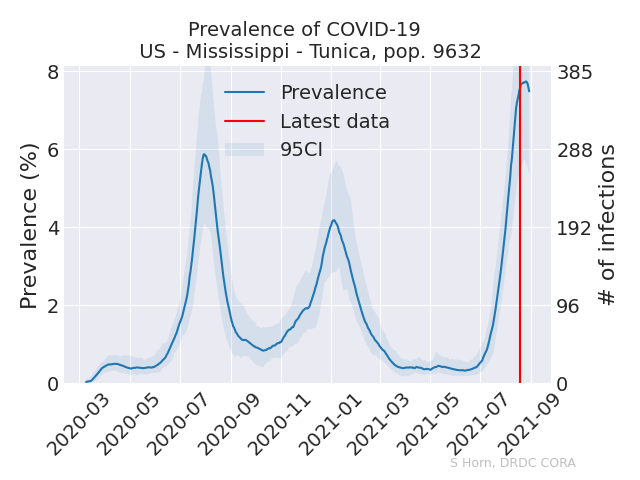 Prevalence of COVID-19
US - Mississippi - Tunica, pop. 9632
Prevalence (%)
8
6
4
2
0
Prevalence
Latest data
95CI
385
288
192
96
0
# of infections
2020-03
2020-05
2020-07
2020-09
2020-11
2021-01
2021-03
2021-05
2021-07
2021-09
S Horn, DRDC CORA